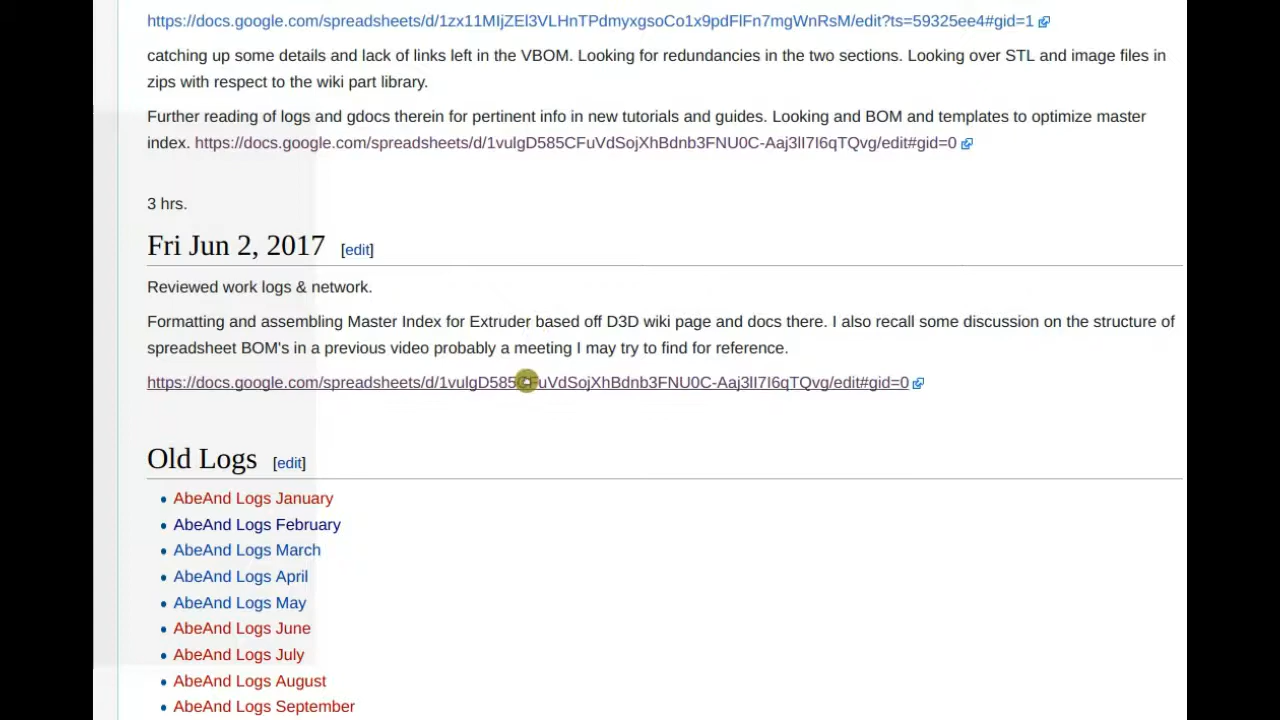 https://docs.google.com/spreadsheets/d/1zx11MIjZEl3VLHnTPdmyxgsoCo1x9pdFlFn7mgWnRsM/edit?ts=59325ee4#gid=1
catching up some details and lack of links left in the VBOM. Looking for redundancies in the two sections. Looking over STL and image files in
zips with respect to the wiki part library.
Further reading of logs and gdocs therein for pertinent info in new tutorials and guides. Looking and BOM and templates to optimize master
index. https://docs.google.com/spreadsheets/d/1vulgD585CFuVdSojXhBdnb3FNU0C-Aaj3lI7I6qTQvg/edit#gid=0
3 hrs.
Fri Jun 2, 2017 [edit]
Reviewed work logs & network.
Formatting and assembling Master Index for Extruder based off D3D wiki page and docs there. I also recall some discussion on the structure of
spreadsheet BOM's in a previous video probably a meeting I may try to find for reference.
https://docs.google.com/spreadsheets/d/1vulgD585CFuVdSojXhBdnb3FNU0C-Aaj3lI7I6qTQvg/edit#gid=0
Old Logs [edit]
AbeAnd Logs January
AbeAnd Logs February
AbeAnd Logs March
AbeAnd Logs April
AbeAnd Logs May
AbeAnd Logs June
AbeAnd Logs July
AbeAnd Logs August
AbeAnd Logs September